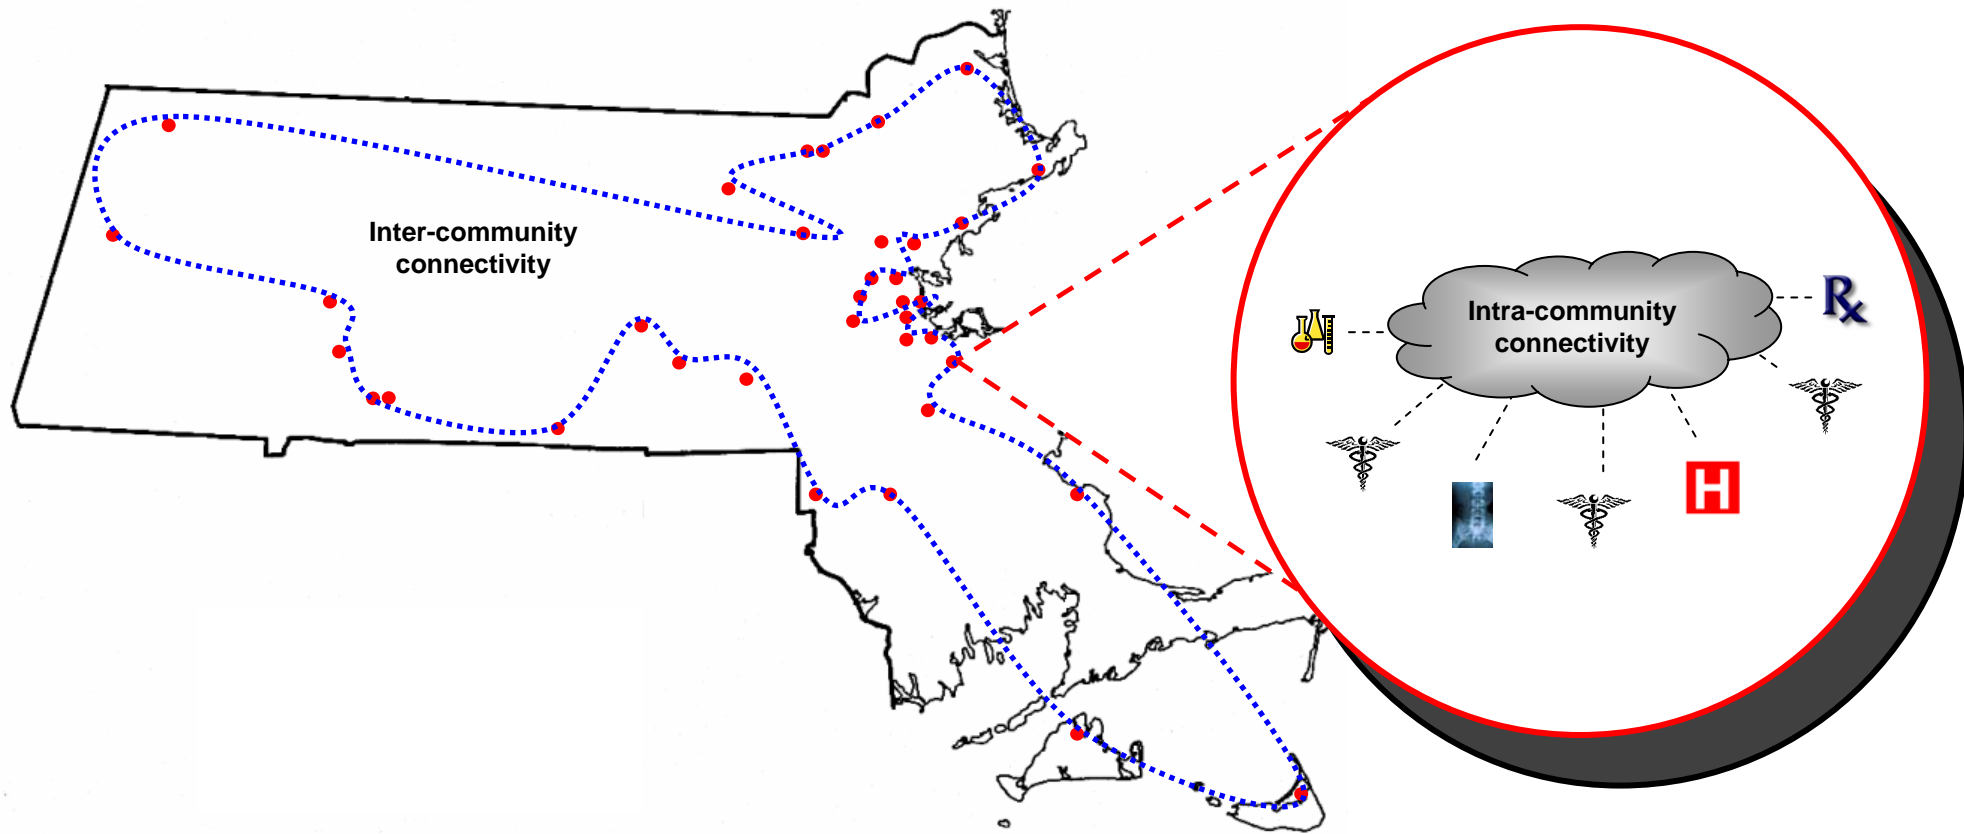 Inter-community
connectivity
Intra-community
connectivity
Rx
H